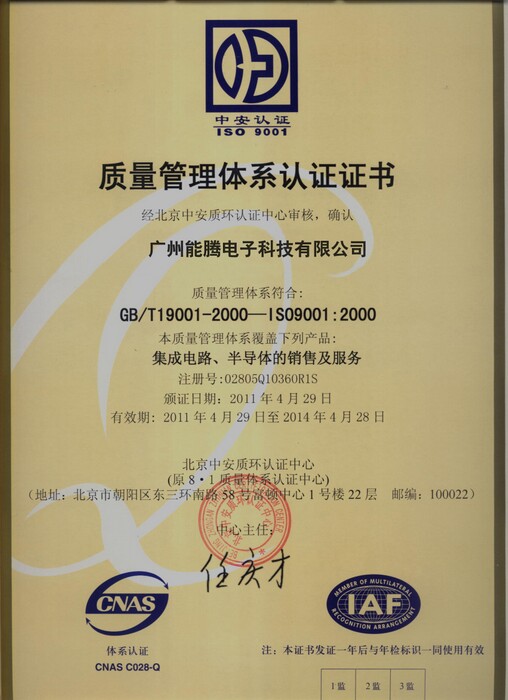 中安认证
ISO 9001
质量管理体系认证证书
经北京中安质环认证中心审核，确认
广州能腾电子科技有限公司
质量管理体系符合:
GB/T19001-2000—ISO9001:2000
本质量管理体系覆盖下列产品:
集成电路、半导体的销售及服务
注册号:02805Q10360R1S
颁证日期: 2011 年 4 月 29 日
有效期: 2011 年 4 月 29 日至 2014 年 4 月 28 日
北京中安质环认证中心
(原 8·1 质量体系认证中心)
(地址: 北京市朝阳区东三环南路 58 号富顿中心 1 号楼 22 层 邮编: 100022)
中心主任:
任庆才
CNAS
体系认证
CNAS C028-Q
MEMBER OF MULTILATERAL
IAF
RECOGNITION ARRANGEMENT
注: 本证书发证一年后与年检标识一同使用有效
1 监 2 监 3 监